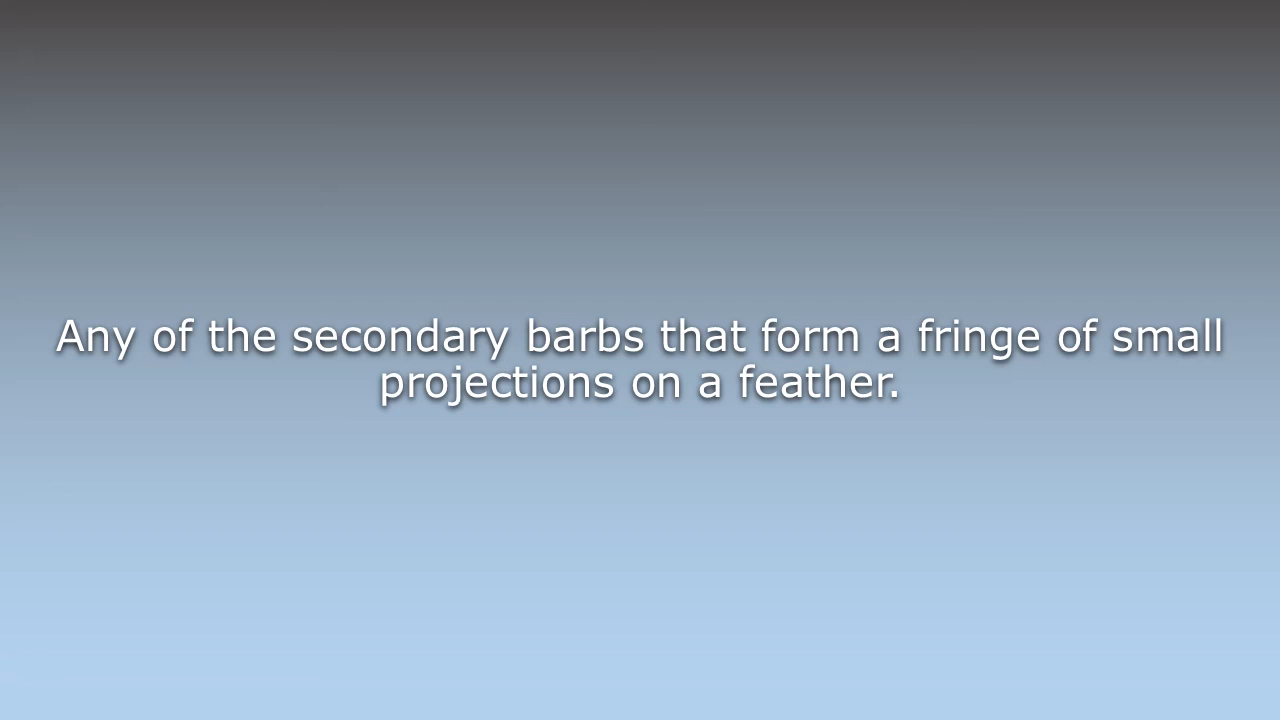 Any of the secondary barbs that form a fringe of small
projections on a feather.